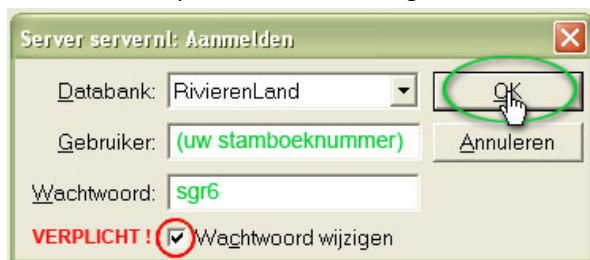 Server servernl: Aanmelden
Databank: RivierenLand OK
Gebruiker: (uw stamboeknummer) Annuleren
Wachtwoord: sgr6
VERPLICHT ! Wachtwoord wijzigen